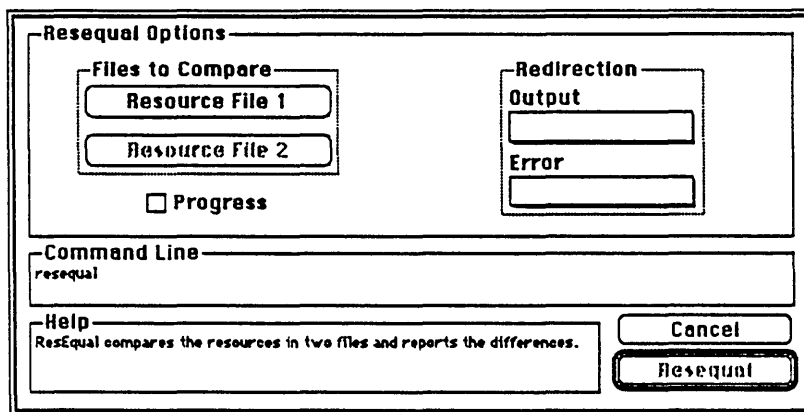 Resequal Options
Files to Compare
Resource File 1
Resource File 2
Progress
Redirection
Output
Error
Command Line
resequal
Help
ResEqual compares the resources in two files and reports the differences.
Cancel
Resequal